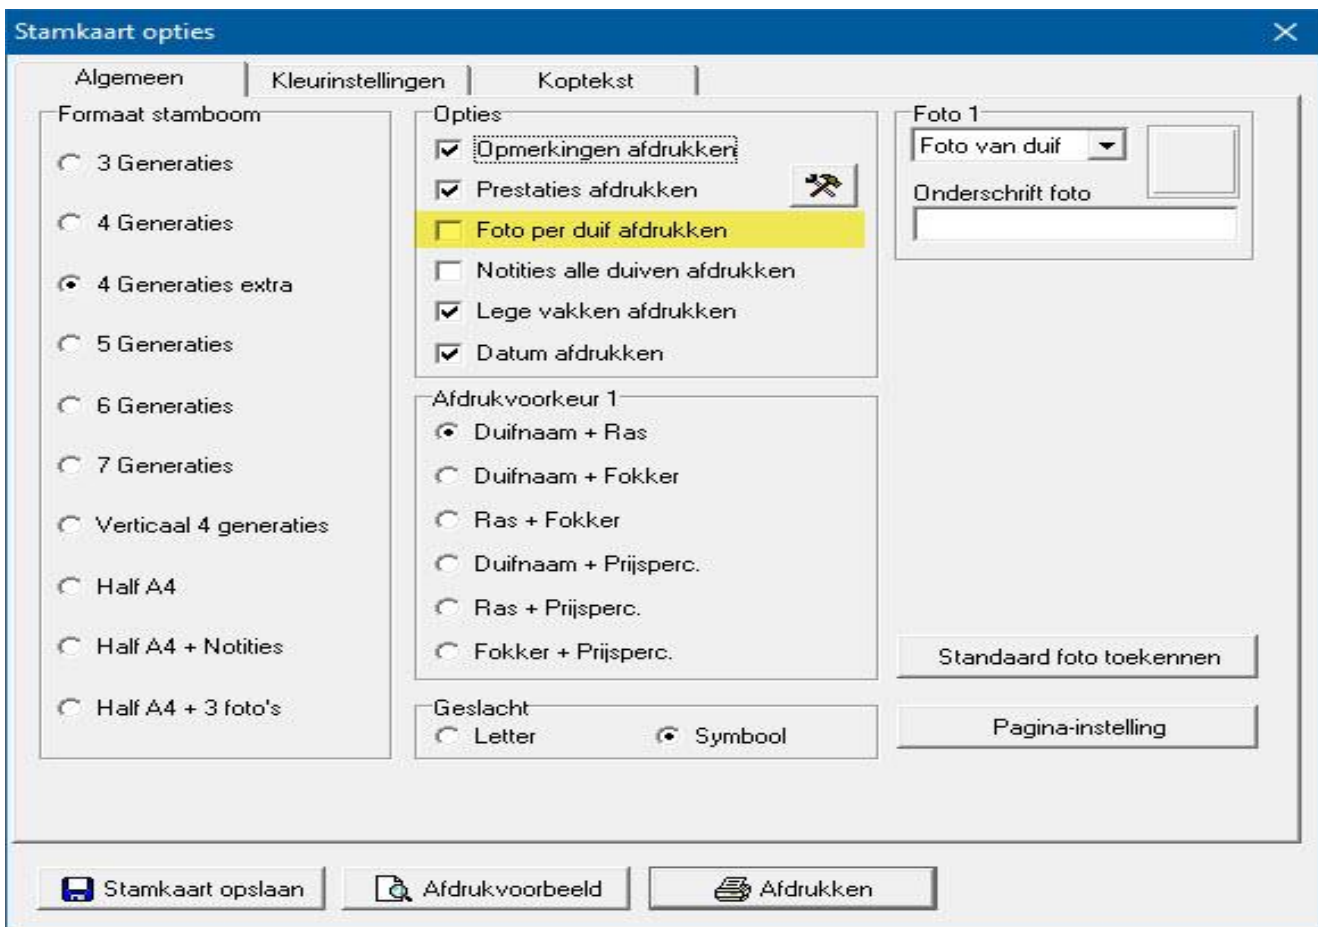 Stamkaart opties
Algemeen
Kleurinstellingen
Koptekst
Formaat stamboom
3 Generaties
4 Generaties
4 Generaties extra
5 Generaties
6 Generaties
7 Generaties
Verticaal 4 generaties
Half A4
Half A4 + Notities
Half A4 + 3 foto's
Opties
Opmerkingen afdrukken
Prestaties afdrukken
Foto per duif afdrukken
Notities alle duiven afdrukken
Lege vakken afdrukken
Datum afdrukken
Afdrukvoorkeur 1
Duifnaam + Ras
Duifnaam + Fokker
Ras + Fokker
Duifnaam + Prijsperc.
Ras + Prijsperc.
Fokker + Prijsperc.
Geslacht
Letter
Symbool
Foto 1
Foto van duif
Onderschrift foto
Standaard foto toekennen
Pagina-instelling
Stamkaart opslaan
Afdrukvoorbeeld
Afdrukken